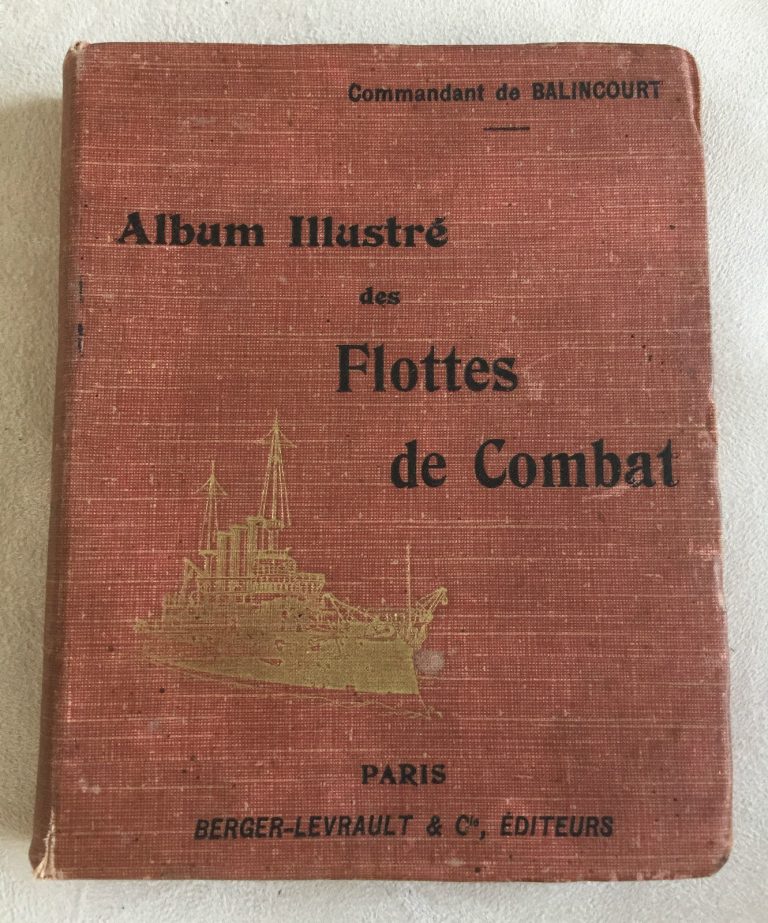 Commandant de BALINCOURT
Album Illustré
des
Flottes
de Combat
PARIS
BERGER-LEVRAULT & Cie, ÉDITEURS